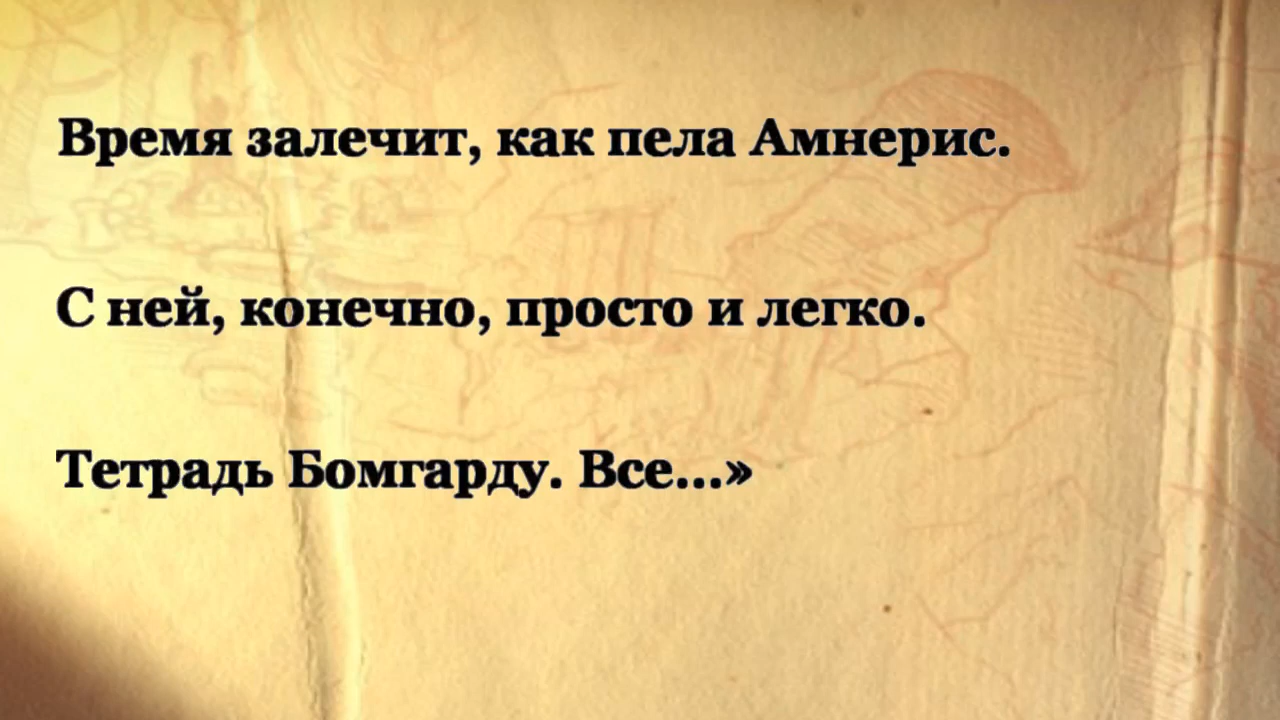 Время залечит, как пела Амнерис.
С ней, конечно, просто и легко.
Тетрадь Бомгарду. Все...»